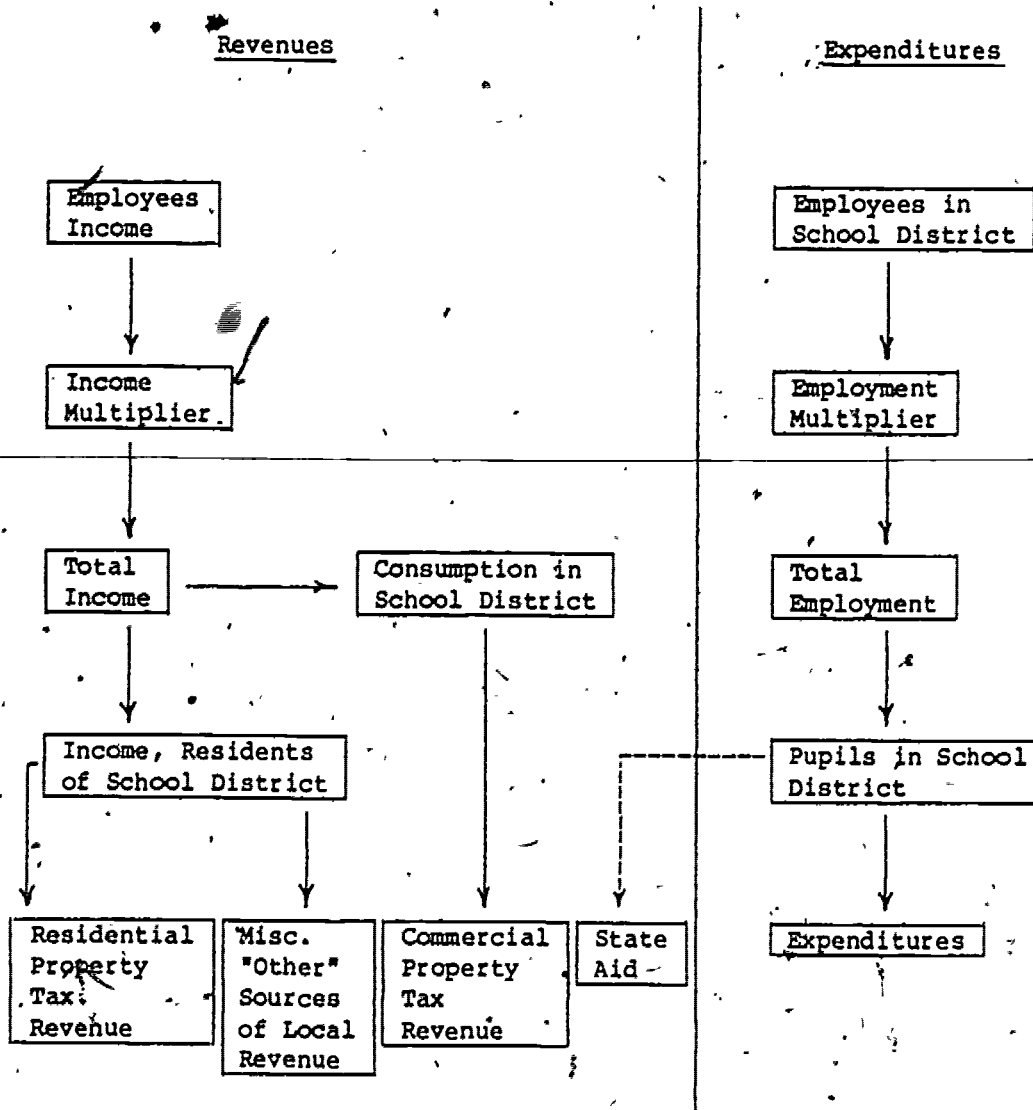 Revenues
Expenditures
Employees
Income
Employees in
School District
Income
Multiplier
Employment
Multiplier
Total
Income
Consumption in
School District
Total
Employment
Income, Residents
of School District
Pupils in School
District
Residential
Property
Tax
Revenue
Misc.
"Other"
Sources
of Local
Revenue
Commercial
Property
Tax
Revenue
State
Aid
Expenditures